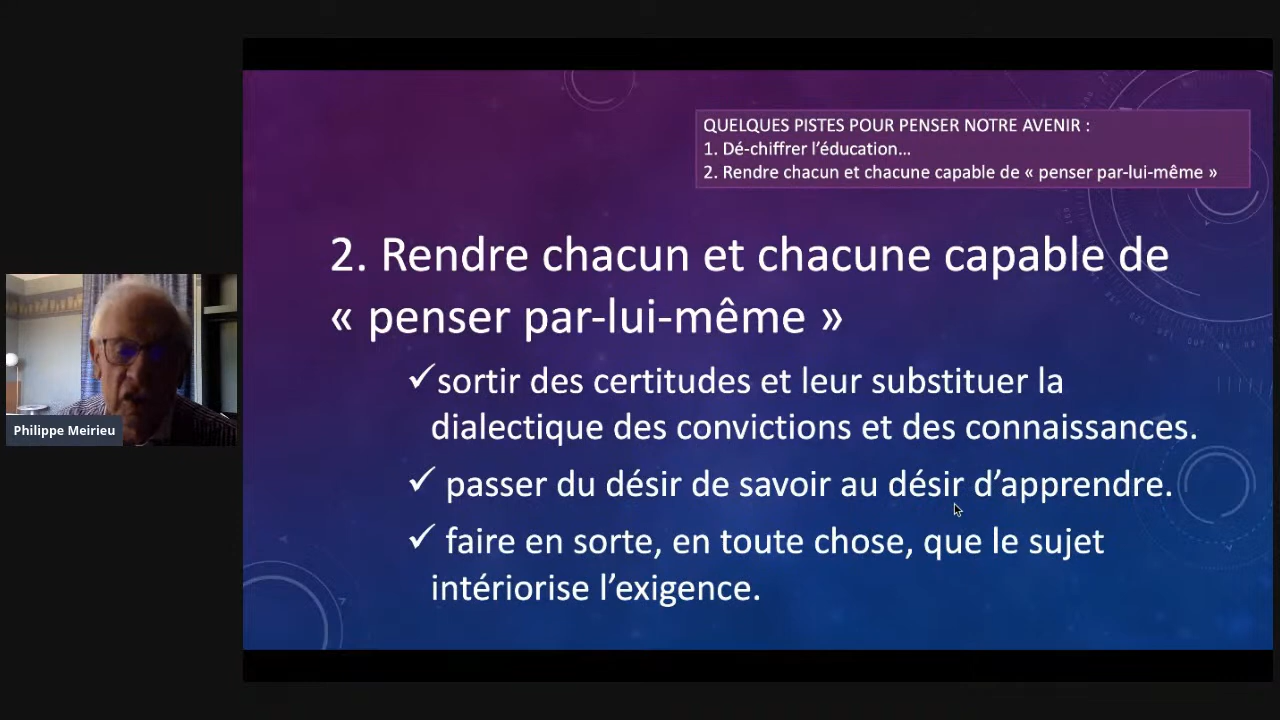 QUELQUES PISTES POUR PENSER NOTRE AVENIR :
1. Dé-chiffrer l’éducation...
2. Rendre chacun et chacune capable de « penser par-lui-même »
2. Rendre chacun et chacune capable de
« penser par-lui-même »
✓sortir des certitudes et leur substituer la
dialectique des convictions et des connaissances.
✓ passer du désir de savoir au désir d’apprendre.
✓ faire en sorte, en toute chose, que le sujet
intériorise l’exigence.
Philippe Meirieu